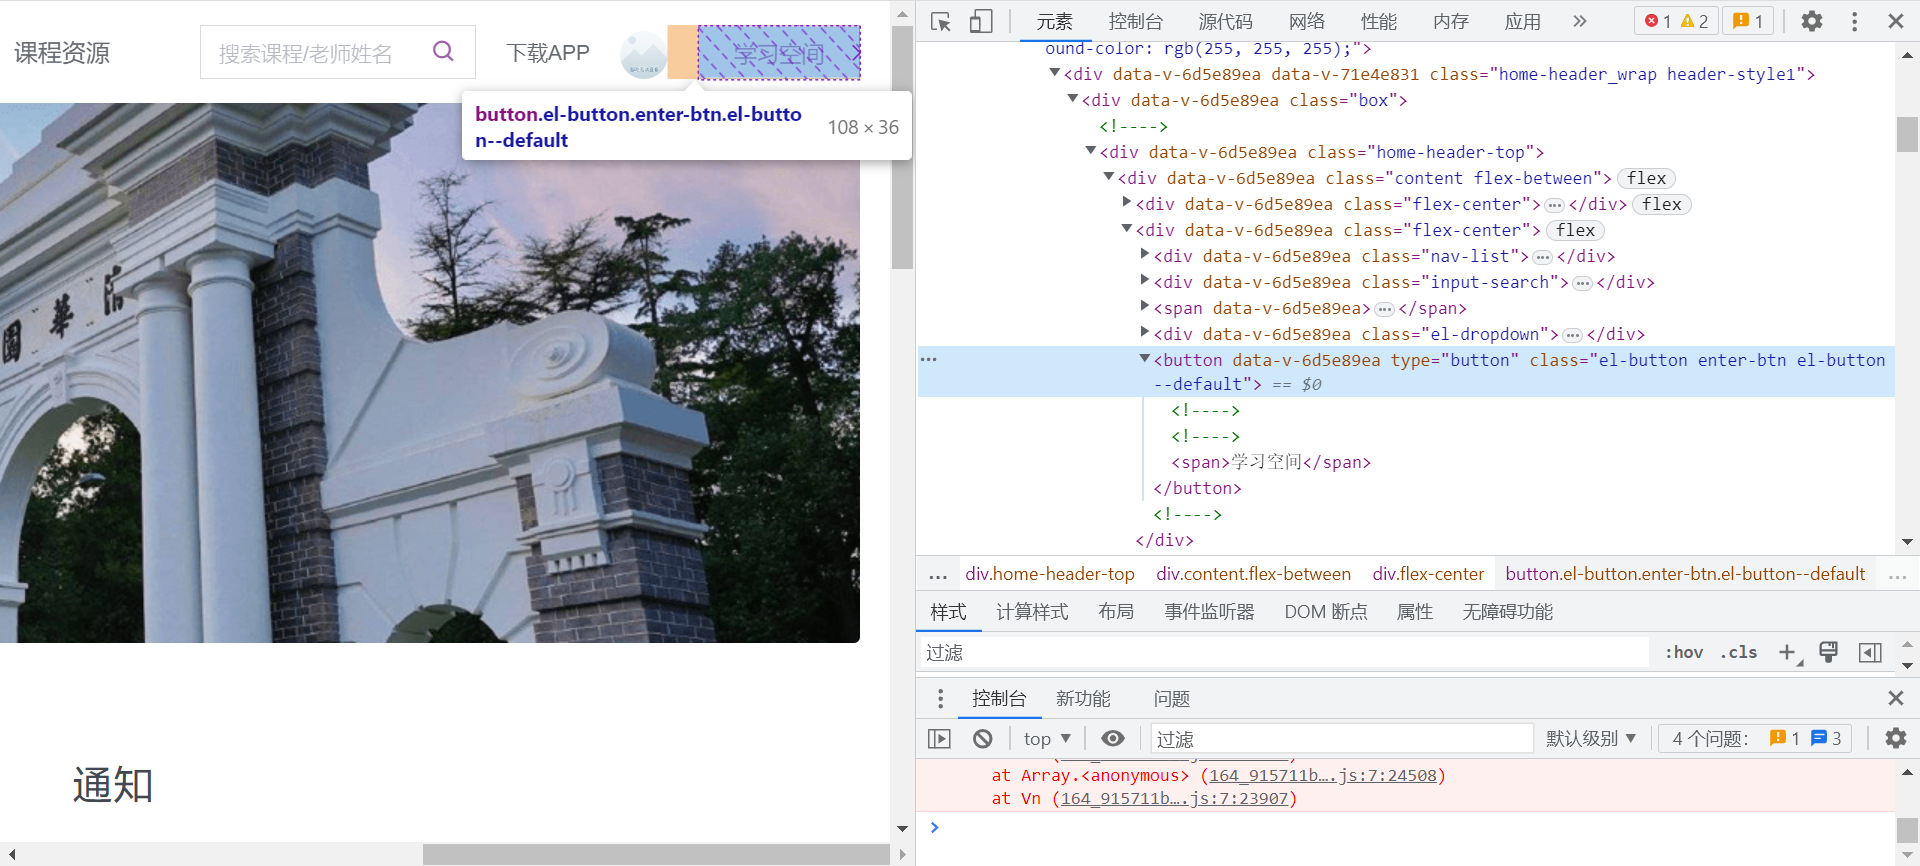 课程资源
搜索课程/老师姓名
下载APP
学习空间
button.el-button.enter-btn.el-butto
n--default
108 × 36
清華園
通知
元素 控制台 源代码 网络 性能 内存 应用 » 1 2 1
ound-color: rgb(255, 255, 255);">
<div data-v-6d5e89ea data-v-71e4e831 class="home-header_wrap header-style1">
<div data-v-6d5e89ea class="box">
<!---->
<div data-v-6d5e89ea class="home-header-top">
<div data-v-6d5e89ea class="content flex-between"> flex
<div data-v-6d5e89ea class="flex-center"> … </div> flex
<div data-v-6d5e89ea class="flex-center"> flex
<div data-v-6d5e89ea class="nav-list"> … </div>
<div data-v-6d5e89ea class="input-search"> … </div>
<span data-v-6d5e89ea> … </span>
<div data-v-6d5e89ea class="el-dropdown"> … </div>
<button data-v-6d5e89ea type="button" class="el-button enter-btn el-button
--default"> == $0
<!---->
<!---->
<span>学习空间</span>
</button>
<!---->
</div>
… div.home-header-top div.content.flex-between div.flex-center button.el-button.enter-btn.el-button--default …
样式 计算样式 布局 事件监听器 DOM 断点 属性 无障碍功能
过滤 :hov .cls +
控制台 新功能 问题
top 过滤 默认级别 4 个问题: 1 3
at Array.<anonymous> (164_915711b….js:7:24508)
at Vn (164_915711b….js:7:23907)